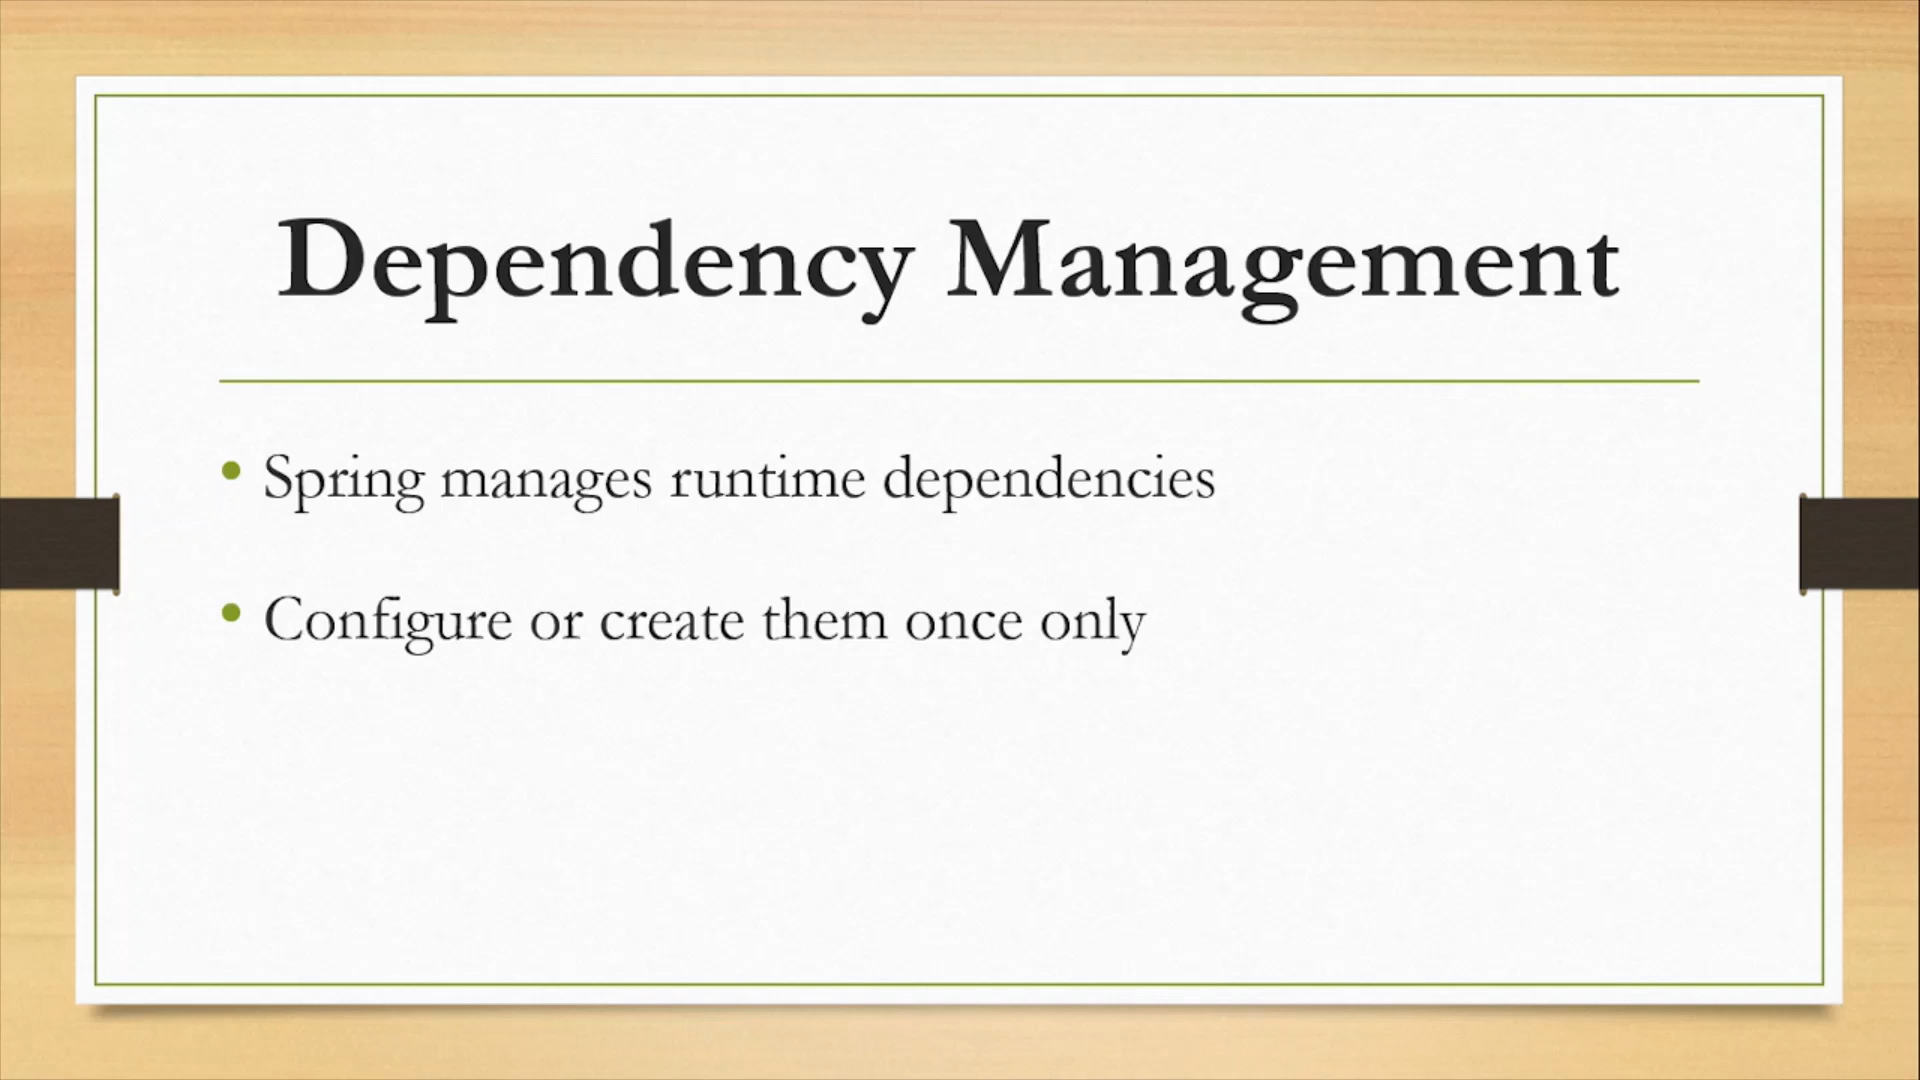 Dependency Management
Spring manages runtime dependencies
Configure or create them once only